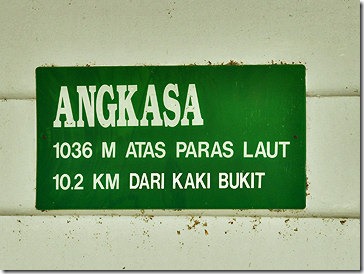 ANGKASA
1036 M ATAS PARAS LAUT
10.2 KM DARI KAKI BUKIT